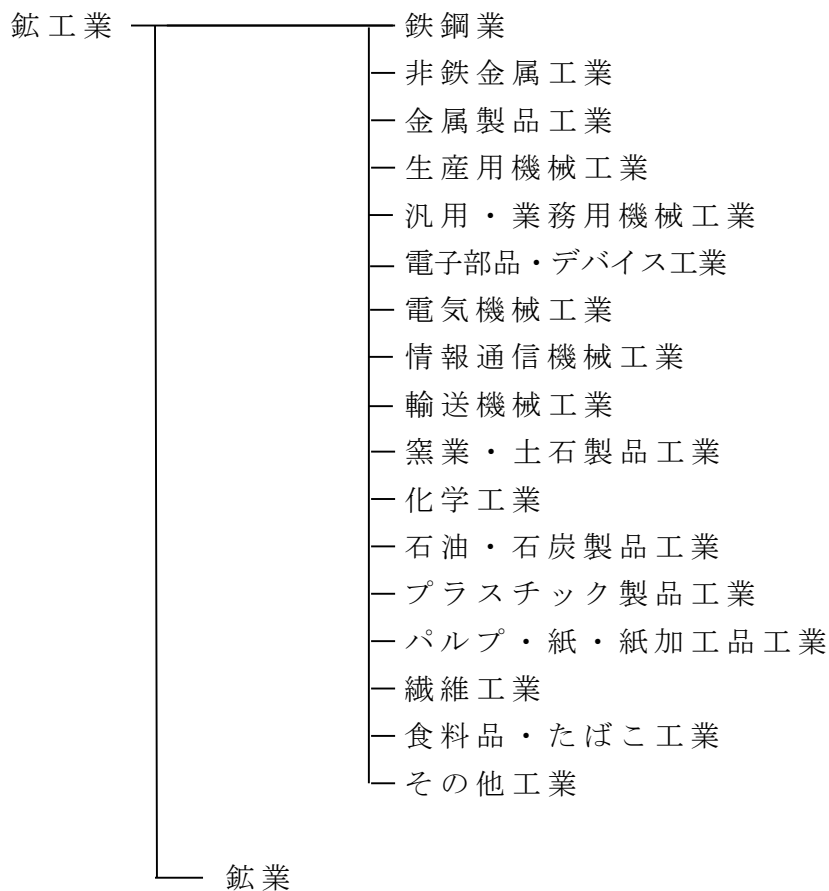 鉱工業 鉄鋼業
非鉄金属工業
金属製品工業
生産用機械工業
汎用・業務用機械工業
電子部品・デバイス工業
電気機械工業
情報通信機械工業
輸送機械工業
窯業・土石製品工業
化学工業
石油・石炭製品工業
プラスチック製品工業
パルプ・紙・紙加工品工業
繊維工業
食料品・たばこ工業
その他工業
鉱業